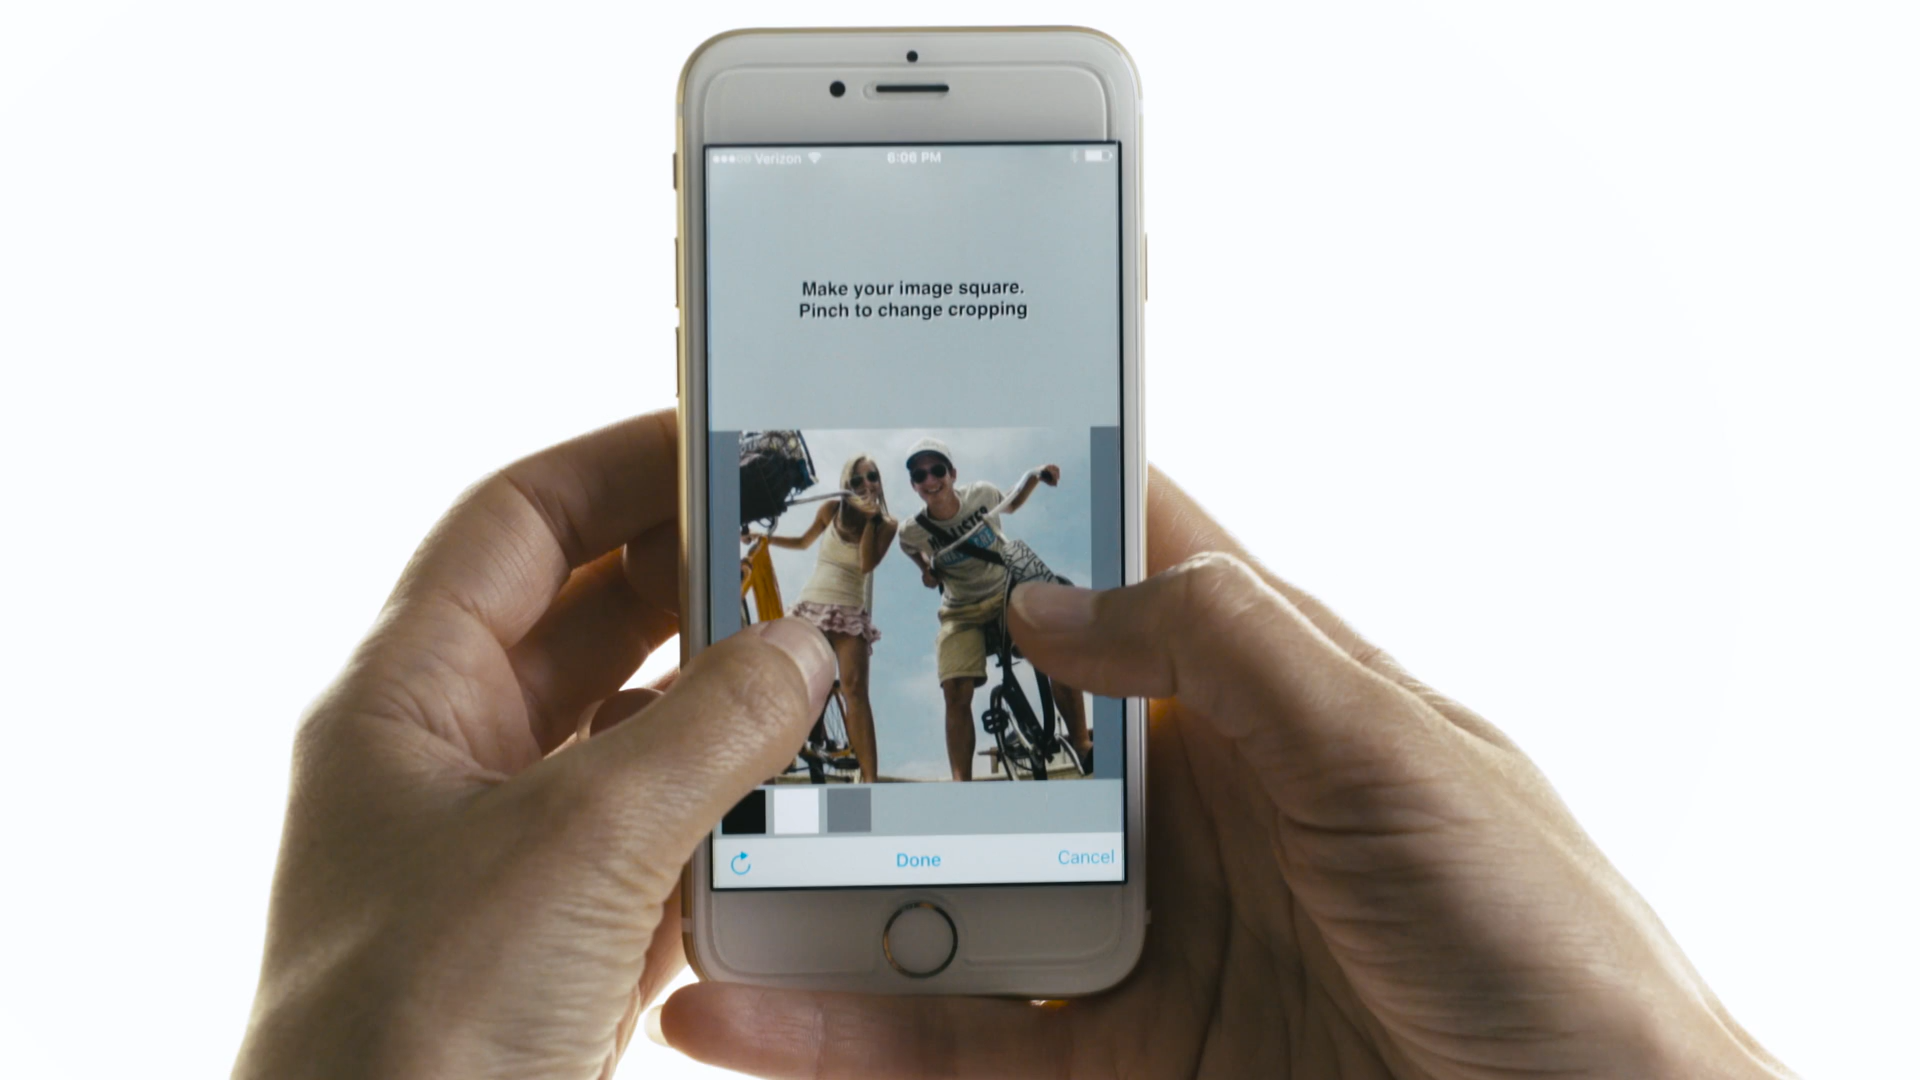 Verizon 6:06 PM
Make your image square.
Pinch to change cropping
Done Cancel